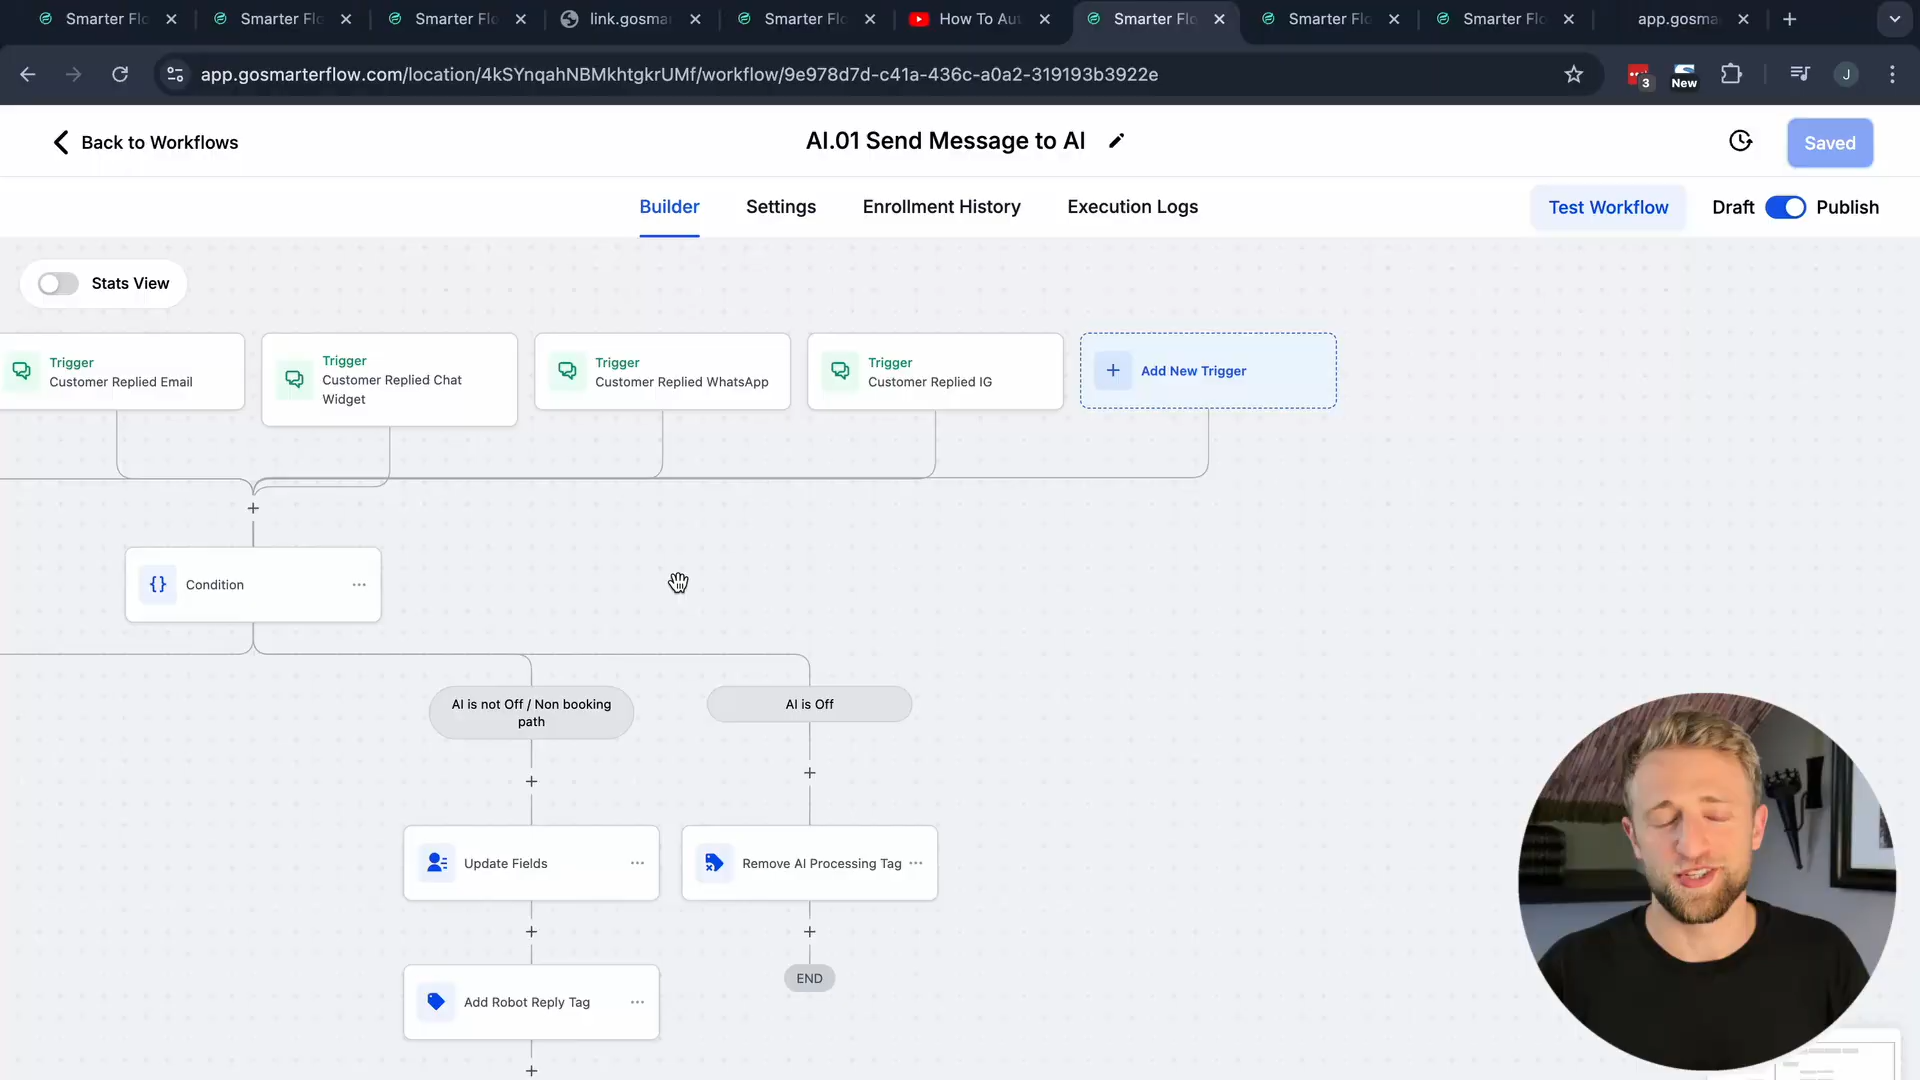 Smarter Flo
Smarter Flo
Smarter Flo
link.gosmar
Smarter Flo
How To Aut
Smarter Flo
Smarter Flo
Smarter Flo
app.gosma
app.gosmarterflow.com/location/4kSYnqahNBMkhtgkrUMf/workflow/9e978d7d-c41a-436c-a0a2-319193b3922e
3
New
J
Back to Workflows
AI.01 Send Message to AI
Saved
Builder
Settings
Enrollment History
Execution Logs
Test Workflow
Draft
Publish
Stats View
Trigger
Customer Replied Email
Trigger
Customer Replied Chat
Widget
Trigger
Customer Replied WhatsApp
Trigger
Customer Replied IG
Add New Trigger
Condition
AI is not Off / Non booking
path
AI is Off
Update Fields
Remove AI Processing Tag
Add Robot Reply Tag
END